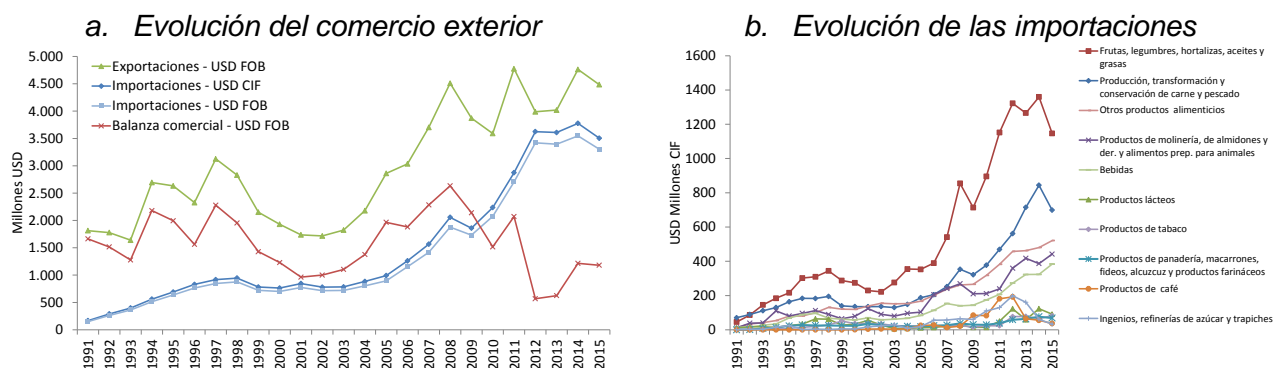 a. Evolución del comercio exterior
5.000
4.500
4.000
3.500
3.000
2.500
2.000
1.500
1.000
500
0
Millones USD
Exportaciones - USD FOB
Importaciones - USD CIF
Importaciones - USD FOB
Balanza comercial - USD FOB
1991
1992
1993
1994
1995
1996
1997
1998
1999
2000
2001
2002
2003
2004
2005
2006
2007
2008
2009
2010
2011
2012
2013
2014
2015
b. Evolución de las importaciones
1600
1400
1200
1000
800
600
400
200
0
USD Millones CIF
1991
1993
1995
1997
1999
2001
2003
2005
2007
2009
2011
2013
2015
Frutas, legumbres, hortalizas, aceites y
grasas
Producción, transformación y
conservación de carne y pescado
Otros productos alimenticios
Productos de molinería, de almidones y
der. y alimentos prep. para animales
Bebidas
Productos lácteos
Productos de tabaco
Productos de panadería, macarrones,
fideos, alcuzcuz y productos farináceos
Productos de café
Ingenios, refinerías de azúcar y trapiches